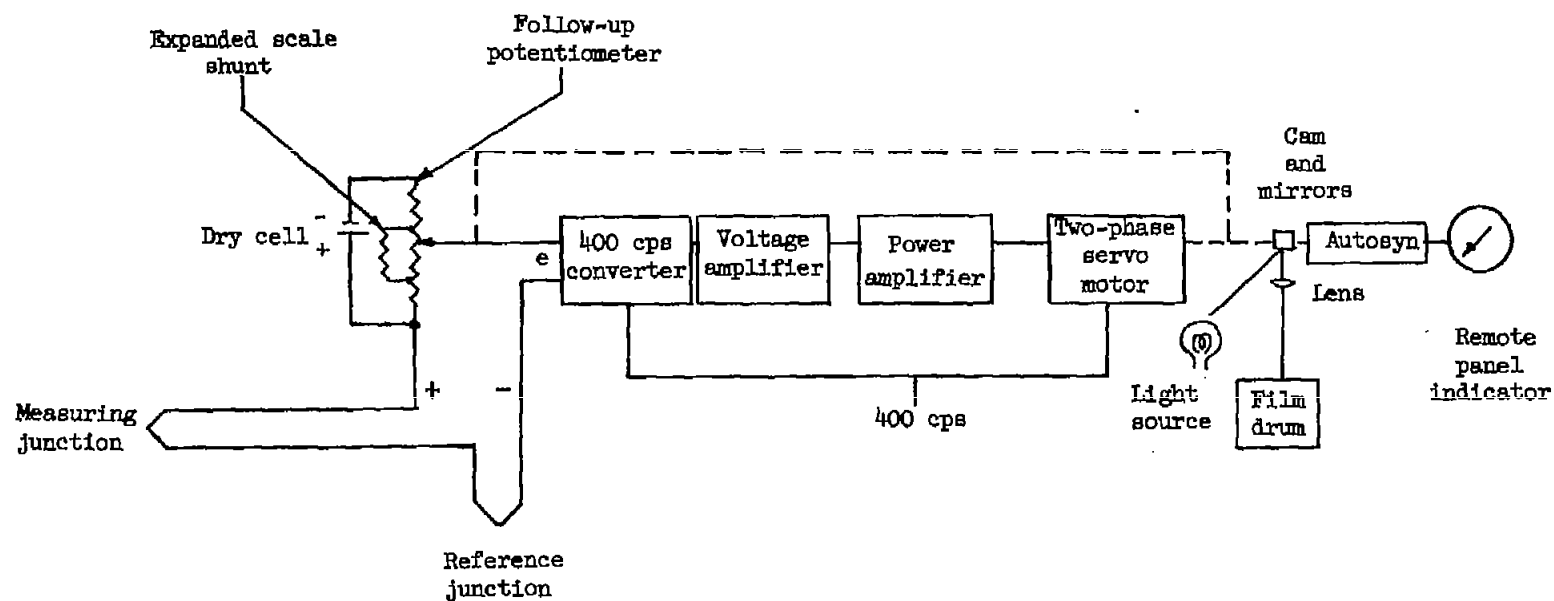 Follow-up
potentiometer
Expanded scale
shunt
Cam
and
mirrors
Dry cell
-
+
e
400 cps
converter
Voltage
amplifier
Power
amplifier
Two-phase
servo
motor
Autosyn
Lens
Remote
panel
indicator
Light
source
Film
drum
400 cps
+
-
Measuring
junction
Reference
junction